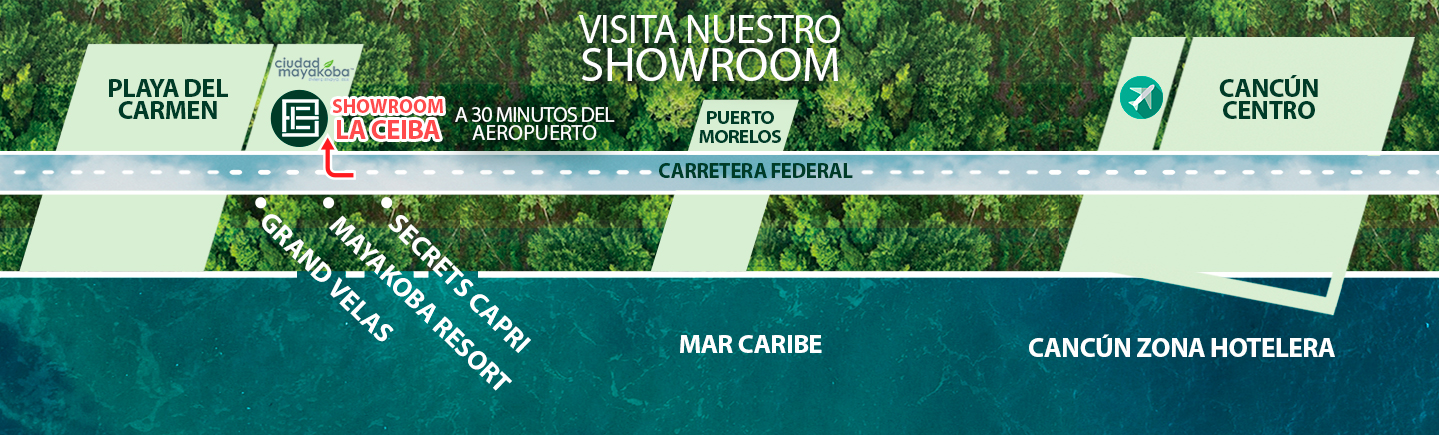 VISITA NUESTRO
SHOWROOM
PLAYA DEL
CARMEN
ciudad
mayakoba
SHOWROOM
LA CEIBA
A 30 MINUTOS DEL
AEROPUERTO
PUERTO
MORELOS
CANCÚN
CENTRO
CARRETERA FEDERAL
GRAND VELAS
MAYAKOBA RESORT
SECRETS CAPRI
MAR CARIBE
CANCÚN ZONA HOTELERA